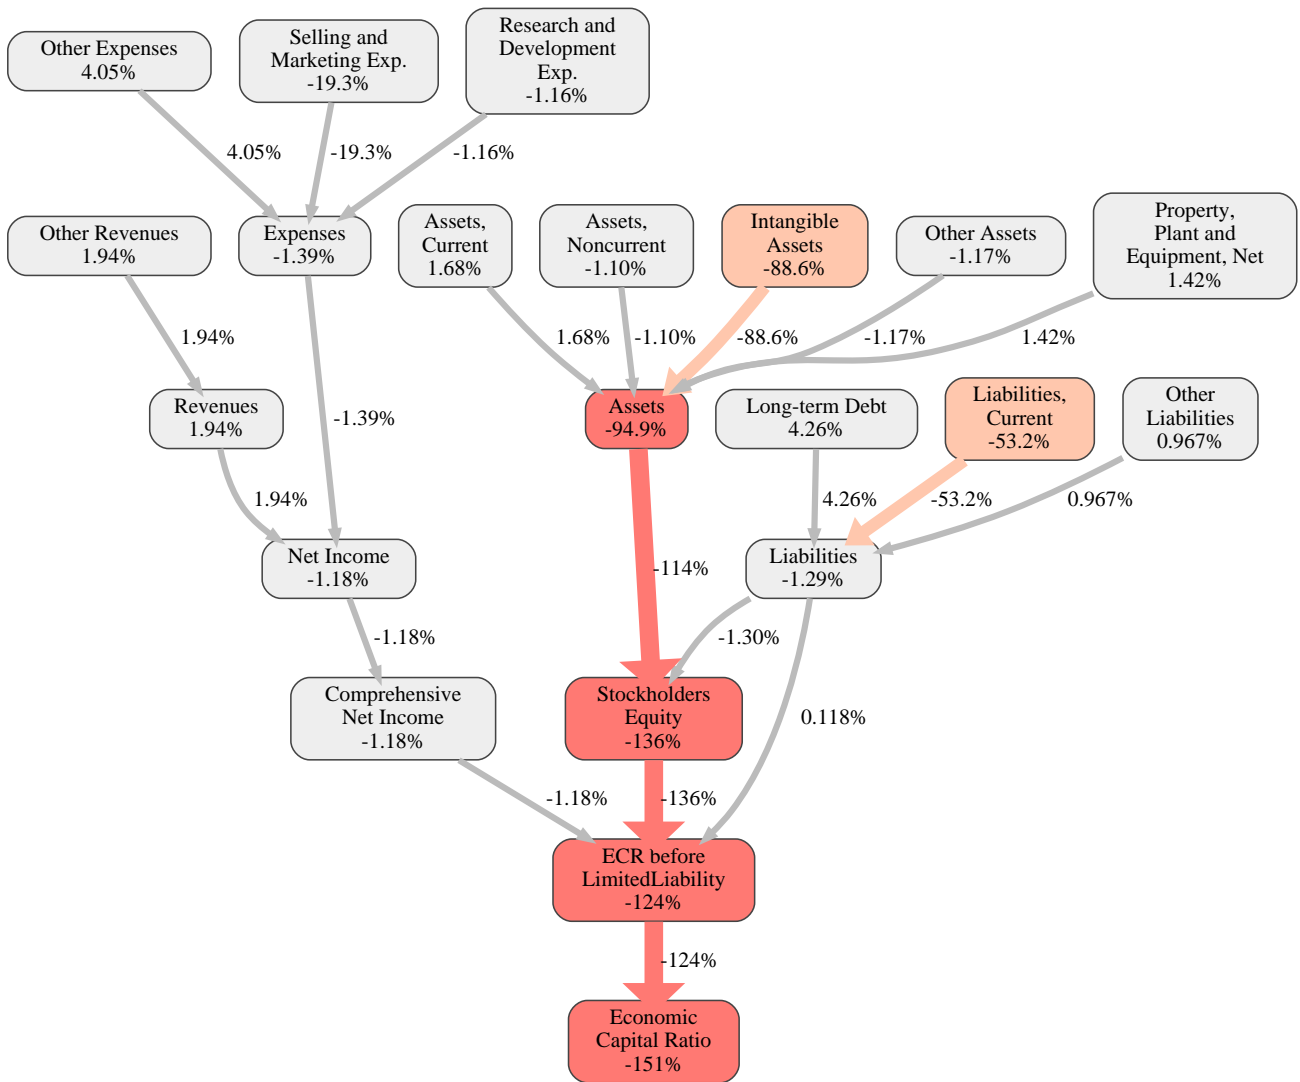 Other Expenses
4.05%
Selling and
Marketing Exp.
-19.3%
Research and
Development
Exp.
-1.16%
4.05%
-19.3%
-1.16%
Other Revenues
1.94%
Expenses
-1.39%
Assets,
Current
1.68%
Assets,
Noncurrent
-1.10%
Intangible
Assets
-88.6%
Other Assets
-1.17%
Property,
Plant and
Equipment, Net
1.42%
1.94%
1.68%
-1.10%
-88.6%
-1.17%
1.42%
Revenues
1.94%
-1.39%
Assets
-94.9%
Long-term Debt
4.26%
Liabilities,
Current
-53.2%
Other
Liabilities
0.967%
1.94%
4.26%
-53.2%
0.967%
Net Income
-1.18%
-114%
Liabilities
-1.29%
-1.18%
-1.30%
Comprehensive
Net Income
-1.18%
Stockholders
Equity
-136%
0.118%
-1.18%
-136%
ECR before
LimitedLiability
-124%
-124%
Economic
Capital Ratio
-151%